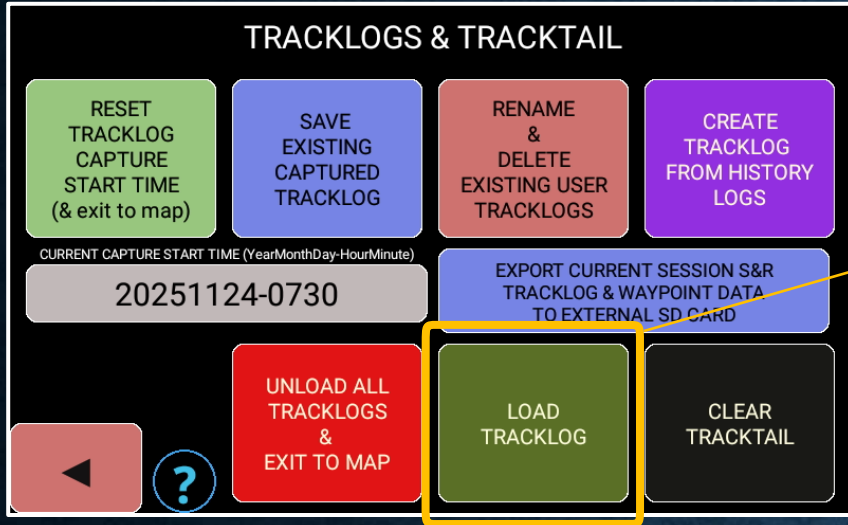 TRACKLOGS & TRACKTAIL
RESET
TRACKLOG
CAPTURE
START TIME
(& exit to map)
SAVE
EXISTING
CAPTURED
TRACKLOG
RENAME
&
DELETE
EXISTING USER
TRACKLOGS
CREATE
TRACKLOG
FROM HISTORY
LOGS
CURRENT CAPTURE START TIME (YearMonthDay-HourMinute)
20251124-0730
EXPORT CURRENT SESSION S&R
TRACKLOG & WAYPOINT DATA
TO EXTERNAL SD CARD
UNLOAD ALL
TRACKLOGS
&
EXIT TO MAP
LOAD
TRACKLOG
CLEAR
TRACKTAIL
?